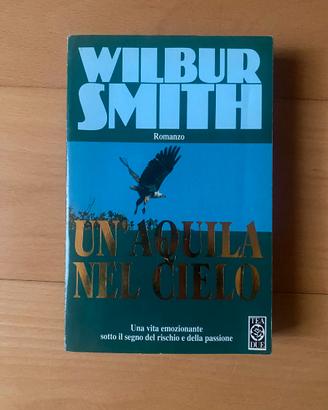 WILBUR
SMITH
Romanzo
UN'AQUILA
NEL CIELO
Una vita emozionante
sotto il segno del rischio e della passione
TEA
DUE